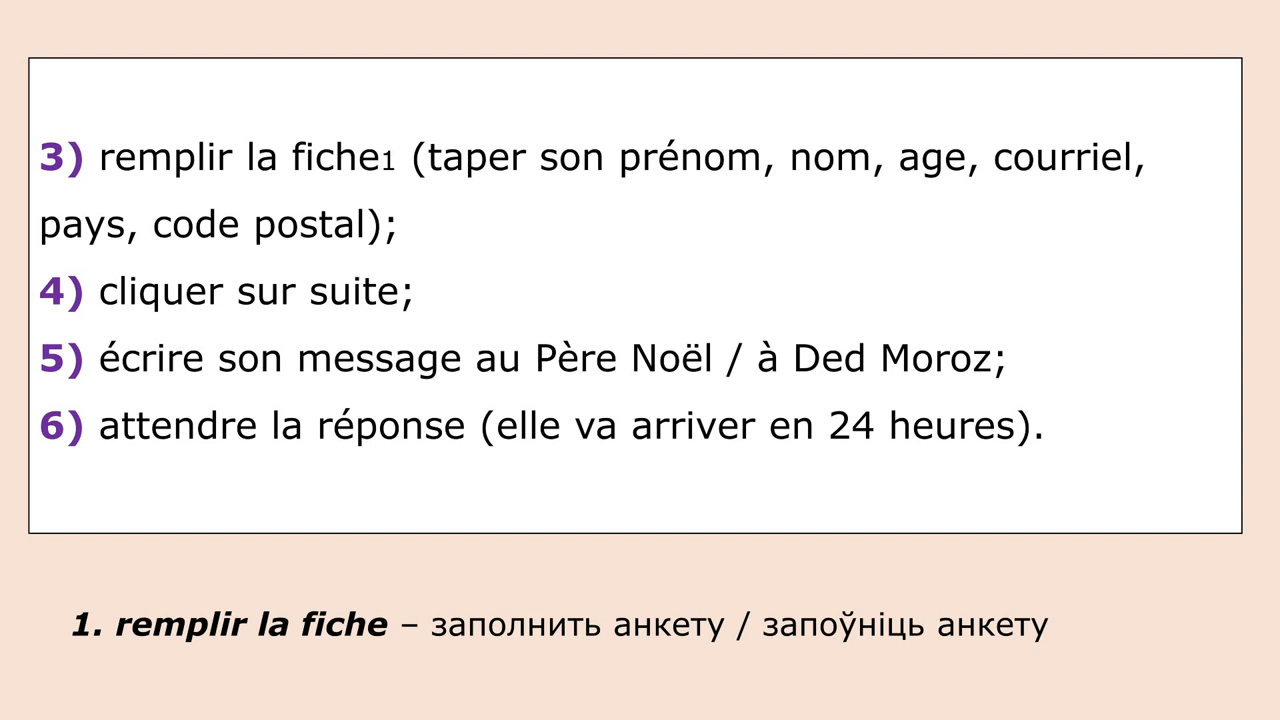 3) remplir la fiche1 (taper son prénom, nom, age, courriel,
pays, code postal);
4) cliquer sur suite;
5) écrire son message au Père Noël / à Ded Moroz;
6) attendre la réponse (elle va arriver en 24 heures).
1. remplir la fiche – заполнить анкету / запоўніць анкету